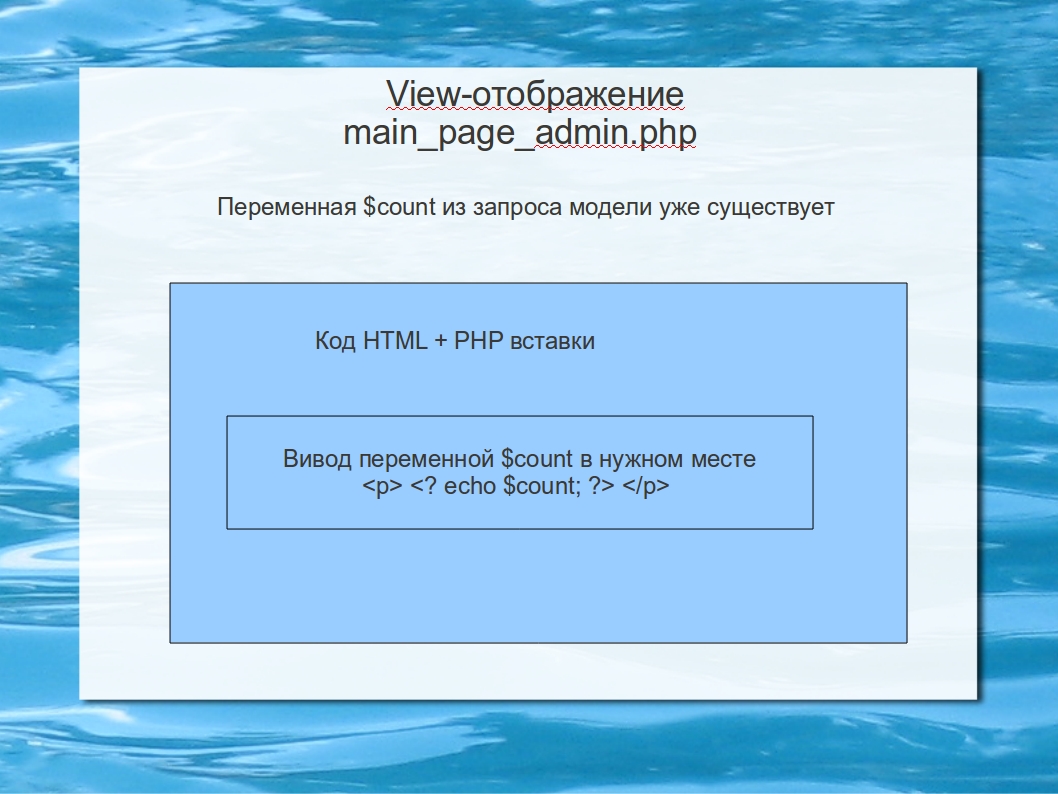 View-отображение
main_page_admin.php
Переменная $count из запроса модели уже существует
Код HTML + PHP вставки
Вивод переменной $count в нужном месте
<p> <? echo $count; ?> </p>